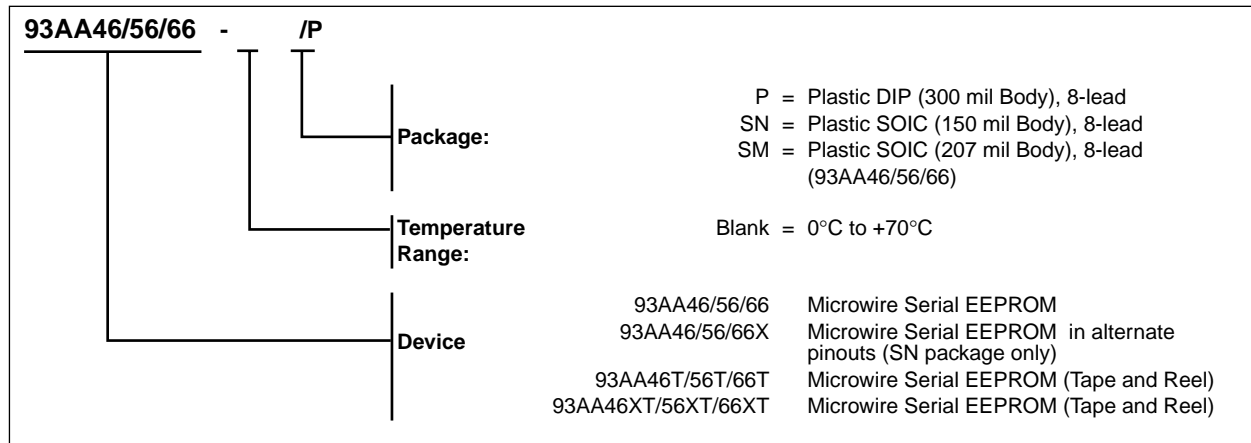 93AA46/56/66 - /P
Package:
P = Plastic DIP (300 mil Body), 8-lead
SN = Plastic SOIC (150 mil Body), 8-lead
SM = Plastic SOIC (207 mil Body), 8-lead
(93AA46/56/66)
Temperature
Range:
Blank = 0°C to +70°C
Device
93AA46/56/66 Microwire Serial EEPROM
93AA46/56/66X Microwire Serial EEPROM in alternate
pinouts (SN package only)
93AA46T/56T/66T Microwire Serial EEPROM (Tape and Reel)
93AA46XT/56XT/66XT Microwire Serial EEPROM (Tape and Reel)